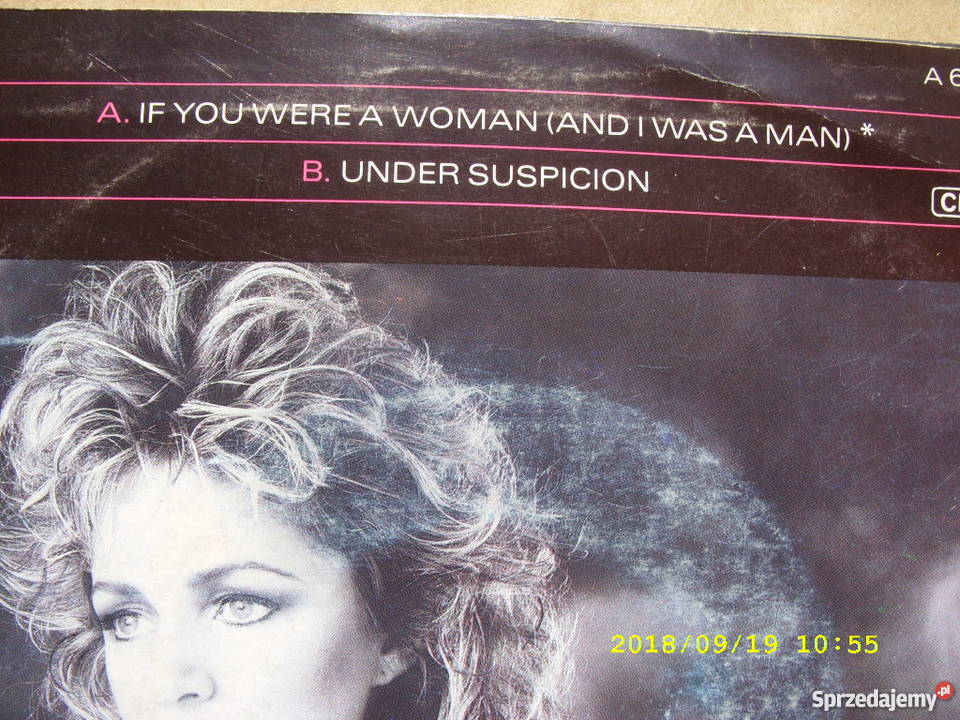 A 6
A. IF YOU WERE A WOMAN (AND I WAS A MAN) *
B. UNDER SUSPICION
2018/09/19 10:55
Sprzedajemy.pl